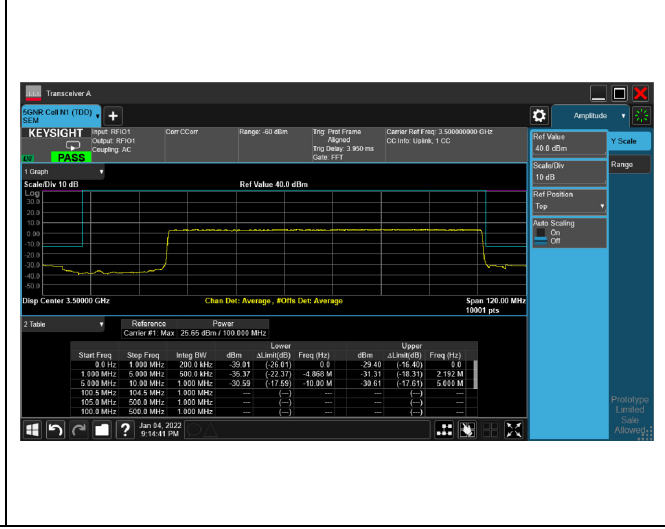 Transceiver A
5GNR Cell N1 (TDD)
SEM
Amplitude
KEYSIGHT
PASS
Input: RFIO1
Output: RFIO1
Coupling: AC
Corr CCorr
Range: -60 dBm
Trig: Prot Frame
Aligned
Trig Delay: 3.950 ms
Gate: FFT
Carrier Ref Freq: 3.500000000 GHz
CC Info: Uplink, 1 CC
Ref Value
40.0 dBm
Y Scale
Scale/Div
10 dB
Range
Ref Position
Top
Auto Scaling
On
Off
1 Graph
Scale/Div 10 dB
Ref Value 40.0 dBm
Log
30.0
20.0
10.0
0.00
-10.0
-20.0
-30.0
-40.0
-50.0
Disp Center 3.50000 GHz
Chan Det: Average , #Offs Det: Average
Span 120.00 MHz
10001 pts
2 Table
Reference Power
Carrier #1: Max 25.65 dBm / 100.000 MHz
Lower Upper
Start Freq Stop Freq Integ BW dBm ΔLimit(dB) Freq (Hz) dBm ΔLimit(dB) Freq (Hz)
0.0 Hz 1.000 MHz 200.0 kHz -39.01 (-26.01) 0.0 -29.40 (-16.40) 0.0
1.000 MHz 5.000 MHz 500.0 kHz -35.37 (-22.37) -4.868 M -31.31 (-18.31) 2.192 M
5.000 MHz 10.00 MHz 1.000 MHz -30.59 (-17.59) -10.00 M -30.61 (-17.61) 5.000 M
100.5 MHz 104.5 MHz 1.000 MHz --- (---) --- (---)
105.0 MHz 500.0 MHz 1.000 MHz --- (---) --- (---)
100.0 MHz 500.0 MHz 1.000 MHz --- (---) --- (---)
Prototype
Limited
Sale
Allowed
Jan 04, 2022
9:14:41 PM